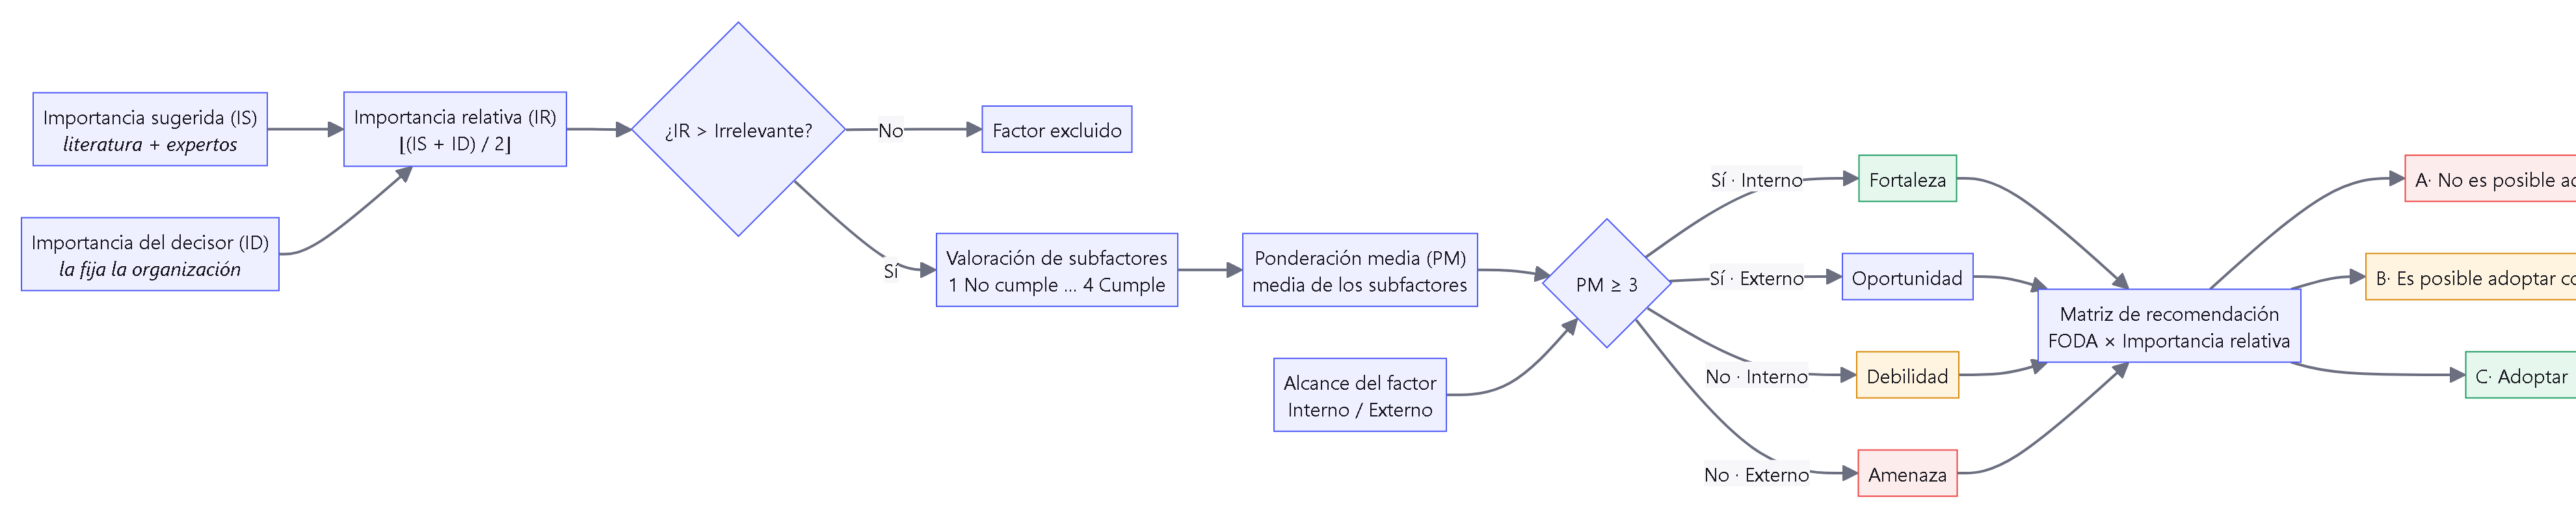 Importancia sugerida (IS)
literatura + expertos
Importancia del decisor (ID)
la fija la organización
Importancia relativa (IR)
⌊(IS + ID) / 2⌋
¿IR > Irrelevante?
No
Factor excluido
Sí
Valoración de subfactores
1 No cumple ... 4 Cumple
Ponderación media (PM)
media de los subfactores
Alcance del factor
Interno / Externo
PM ≥ 3
Sí · Interno
Fortaleza
Sí · Externo
Oportunidad
No · Interno
Debilidad
No · Externo
Amenaza
Matriz de recomendación
FODA × Importancia relativa
A· No es posible
B· Es posible adoptar
C· Adoptar